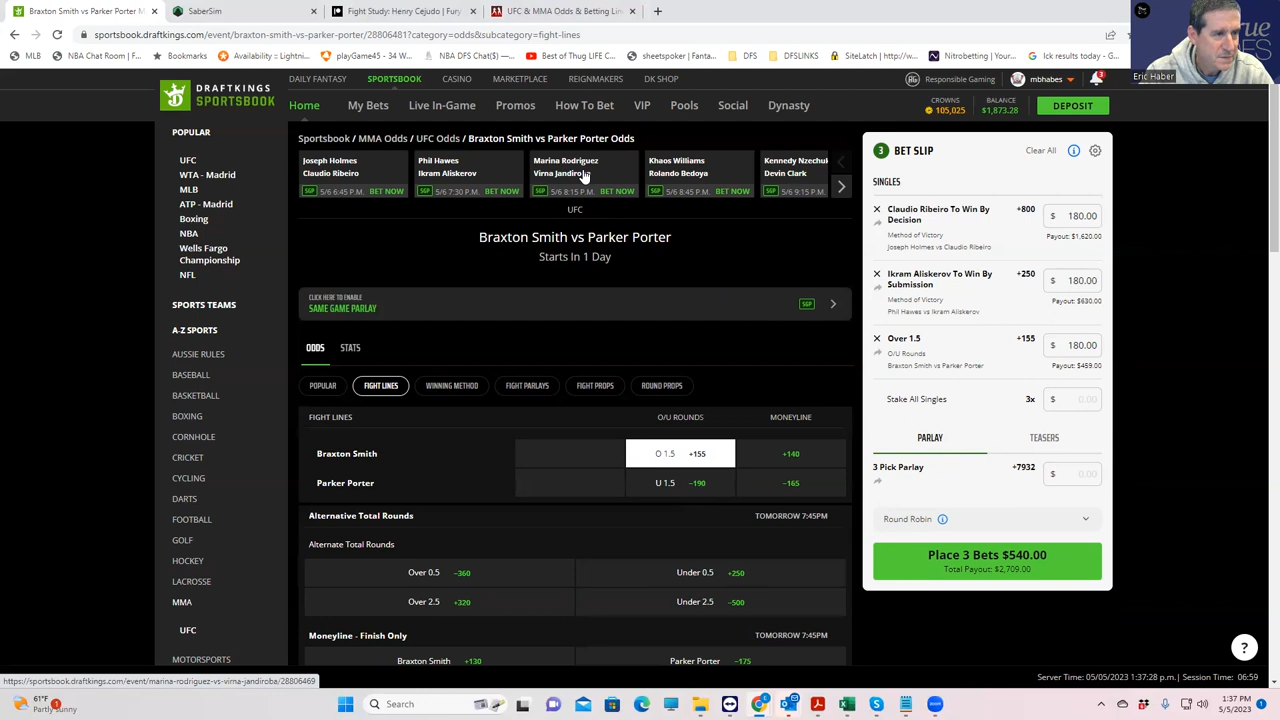 Braxton Smith vs Parker Porter M
SaberSim
Fight Study: Henry Cejudo | Fury
UFC & MMA Odds & Betting Lin
sportsbook.draftkings.com/event/braxton-smith-vs-parker-porter/28806481?category=odds&subcategory=fight-lines
MLB
NBA Chat Room | F...
Bookmarks
Availability :: Lightni...
playGame45 - W...
NBA DFS Chat($) -...
Best of Thug LIFE C...
sheetspoker - Fanta...
DFS
DFSLINKS
SiteLatch | @mmb...
Nitrobetting | How...
lck results today -...
Eric Haber
DRAFTKINGS
SPORTSBOOK
DAILY FANTASY
SPORTSBOOK
CASINO
MARKETPLACE
REIGNMAKERS
DK SHOP
Responsible Gaming
mbhabes
3
Home
My Bets
Live In-Game
Promos
How To Bet
VIP
Pools
Social
Dynasty
CROWNS
105,025
BALANCE
$1,873.28
DEPOSIT
POPULAR
UFC
WTA - Madrid
MLB
ATP - Madrid
Boxing
NBA
Wells Fargo
Championship
NFL
SPORTS TEAMS
A-Z SPORTS
AUSSIE RULES
BASEBALL
BASKETBALL
BOXING
CORNHOLE
CRICKET
CYCLING
DARTS
FOOTBALL
GOLF
HOCKEY
LACROSSE
MMA
UFC
MOTORSPORTS
Sportsbook / MMA Odds / UFC Odds / Braxton Smith vs Parker Porter Odds
Joseph Holmes
Claudio Ribeiro
SGP 5/6 6:45 P.M. BET NOW
Phil Hawes
Ikram Aliskerov
SGP 5/6 7:30 P.M. BET NOW
Marina Rodriguez
Virna Jandiroba
SGP 5/6 8:15 P.M. BET NOW
Khaos Williams
Rolando Bedoya
SGP 5/6 8:45 P.M. BET NOW
Kennedy Nzechuk
Devin Clark
SGP 5/6 9:15 P.M. BET NOW
UFC
Braxton Smith vs Parker Porter
Starts In 1 Day
CLICK HERE TO ENABLE
SAME GAME PARLAY
SGP
ODDS
STATS
POPULAR
FIGHT LINES
WINNING METHOD
FIGHT PARLAYS
FIGHT PROPS
ROUND PROPS
FIGHT LINES
O/U ROUNDS
MONEYLINE
Braxton Smith
O 1.5 +155
+140
Parker Porter
U 1.5 −190
−165
Alternative Total Rounds
TOMORROW 7:45PM
Alternate Total Rounds
Over 0.5 −360
Under 0.5 +250
Over 2.5 +320
Under 2.5 −500
Moneyline - Finish Only
TOMORROW 7:45PM
Braxton Smith +130
Parker Porter −175
3 BET SLIP
Clear All
SINGLES
Claudio Ribeiro To Win By
Decision
+800
$ 180.00
Method of Victory
Payout: $1,620.00
Joseph Holmes vs Claudio Ribeiro
Ikram Aliskerov To Win By
Submission
+250
$ 180.00
Method of Victory
Payout: $630.00
Phil Hawes vs Ikram Aliskerov
Over 1.5
+155
$ 180.00
O/U Rounds
Payout: $459.00
Braxton Smith vs Parker Porter
Stake All Singles
3x
$ 0.00
PARLAY
TEASERS
3 Pick Parlay
+7932
$ 0.00
Round Robin
Place 3 Bets $540.00
Total Payout: $2,709.00
?
https://sportsbook.draftkings.com/event/marina-rodriguez-vs-virna-jandiroba/28806469
Server Time: 05/05/2023 1:37:28 p.m. | Session Time: 06:59
61°F
Partly sunny
Search
1:37 PM
5/5/2023